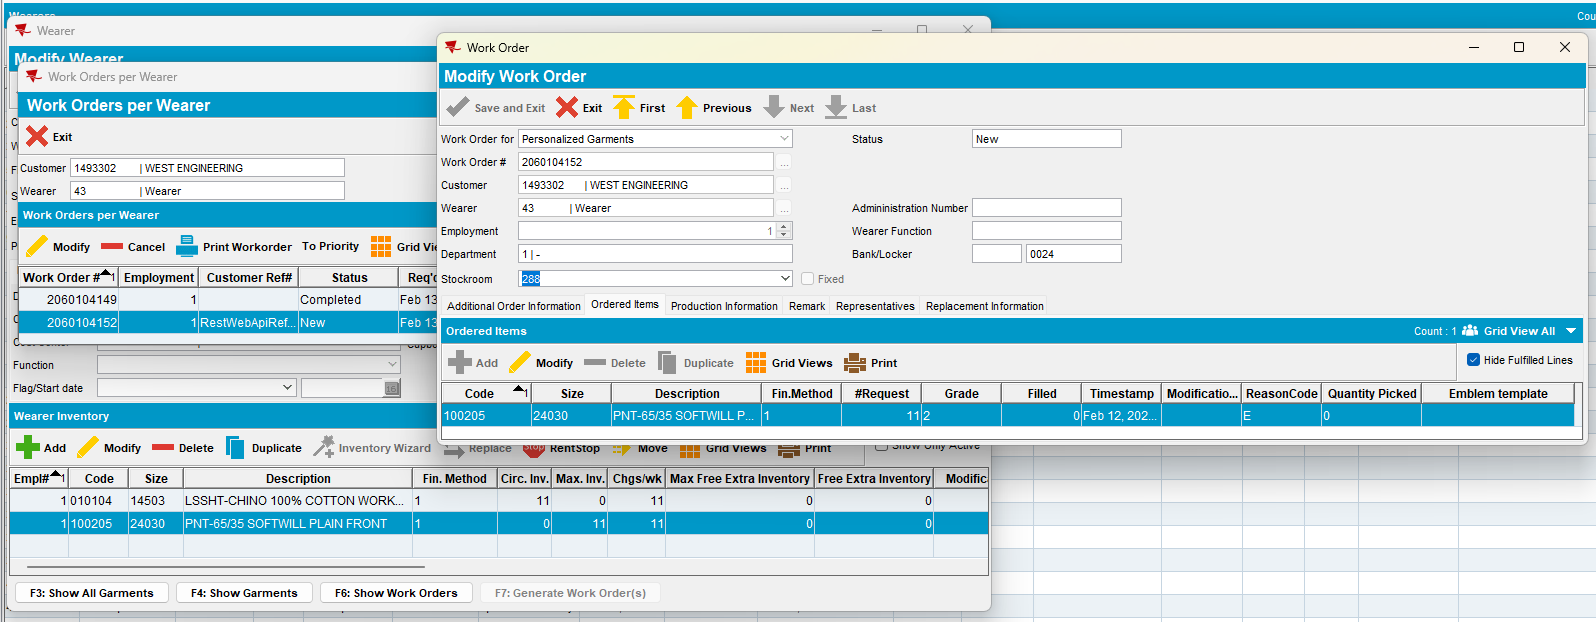 Wearers
Cou
Wearer
Modify Wearer
Work Orders per Wearer
Work Orders per Wearer
Exit
Customer 1493302 | WEST ENGINEERING
Wearer 43 | Wearer
Work Orders per Wearer
Modify Cancel Print Workorder To Priority Grid Vie
Work Order # 1 Employment Customer Ref# Status Req'd
2060104149 1 Completed Feb 13
2060104152 1 RestWebApiRef... New Feb 13
Function
Flag/Start date
Wearer Inventory
Add Modify Delete Duplicate Inventory Wizard Replace RentStop Move Grid Views Print Show Only Active
Empl# 1 Code Size Description Fin. Method Circ. Inv. Max. Inv. Chgs/wk Max Free Extra Inventory Free Extra Inventory Modific
1 010104 14503 LSSHT-CHINO 100% COTTON WORK... 1 11 0 11 0 0
1 100205 24030 PNT-65/35 SOFTWILL PLAIN FRONT 1 0 11 11 0 0
F3: Show All Garments F4: Show Garments F6: Show Work Orders F7: Generate Work Order(s)
Work Order
Modify Work Order
Save and Exit Exit First Previous Next Last
Work Order for Personalized Garments Status New
Work Order # 2060104152 ...
Customer 1493302 | WEST ENGINEERING ...
Wearer 43 | Wearer ... Admininistration Number
Employment 1 Wearer Function
Department 1 | - Bank/Locker 0024
Stockroom 288 Fixed
Additional Order Information Ordered Items Production Information Remark Representatives Replacement Information
Ordered Items Count : 1 Grid View All
Add Modify Delete Duplicate Grid Views Print Hide Fulfilled Lines
Code 1 Size Description Fin.Method #Request Grade Filled Timestamp Modificatio... ReasonCode Quantity Picked Emblem template
100205 24030 PNT-65/35 SOFTWILL P... 1 11 2 0 Feb 12, 202... E 0